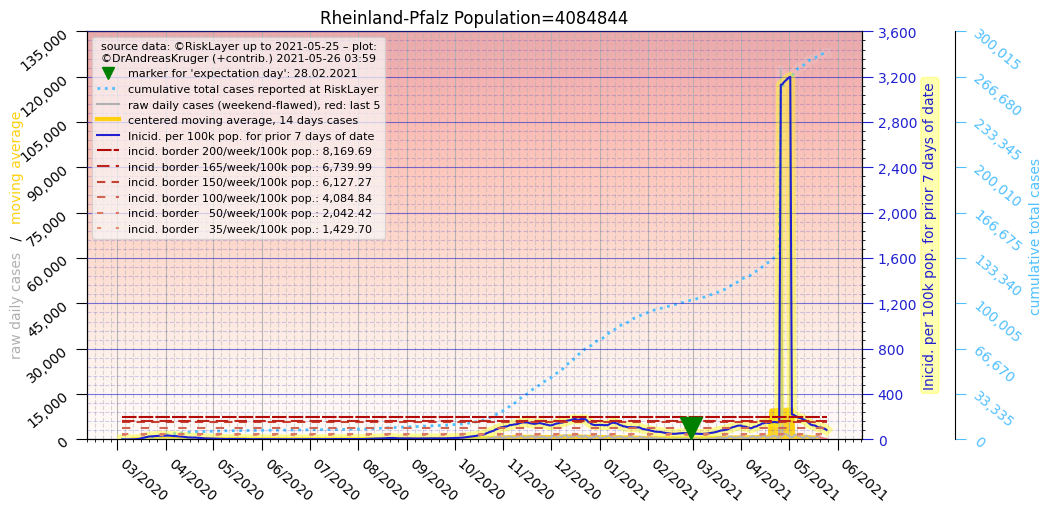 Rheinland-Pfalz Population=4084844
source data: ©RiskLayer up to 2021-05-25 – plot:
©DrAndreasKruger (+contrib.) 2021-05-26 03:59
marker for 'expectation day': 28.02.2021
cumulative total cases reported at RiskLayer
raw daily cases (weekend-flawed), red: last 5
centered moving average, 14 days cases
Inicid. per 100k pop. for prior 7 days of date
incid. border 200/week/100k pop.: 8,169.69
incid. border 165/week/100k pop.: 6,739.99
incid. border 150/week/100k pop.: 6,127.27
incid. border 100/week/100k pop.: 4,084.84
incid. border 50/week/100k pop.: 2,042.42
incid. border 35/week/100k pop.: 1,429.70
raw daily cases / moving average
135,000
120,000
105,000
90,000
75,000
60,000
45,000
30,000
15,000
0
3,600
3,200
2,800
2,400
2,000
1,600
1,200
800
400
0
Inicid. per 100k pop. for prior 7 days of date
300,015
266,680
233,345
200,010
166,675
133,340
100,005
66,670
33,335
0
cumulative total cases
03/2020
04/2020
05/2020
06/2020
07/2020
08/2020
09/2020
10/2020
11/2020
12/2020
01/2021
02/2021
03/2021
04/2021
05/2021
06/2021